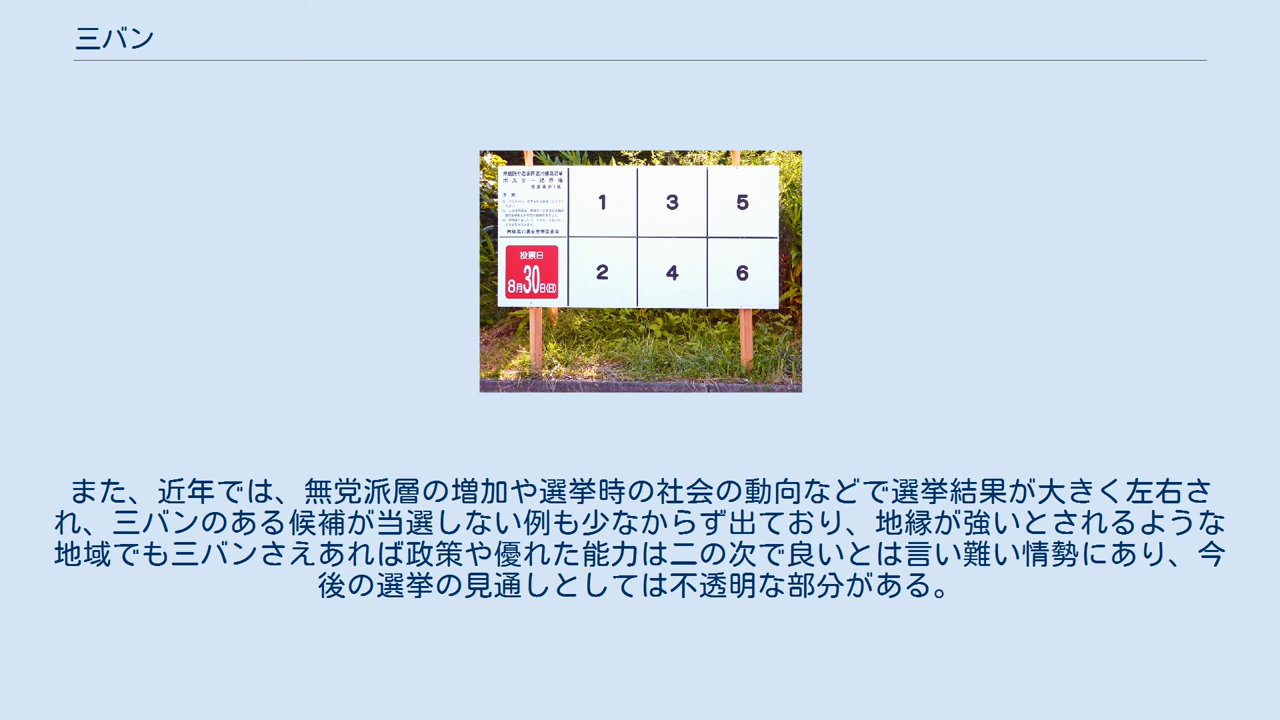 三バン
ポスター掲示場
1
3
5
投票日
8月30日(日)
2
4
6
また、近年では、無党派層の増加や選挙時の社会の動向などで選挙結果が大きく左右さ
れ、三バンのある候補が当選しない例も少なからず出ており、地縁が強いとされるような
地域でも三バンさえあれば政策や優れた能力は二の次で良いとは言い難い情勢にあり、今
後の選挙の見通しとしては不透明な部分がある。